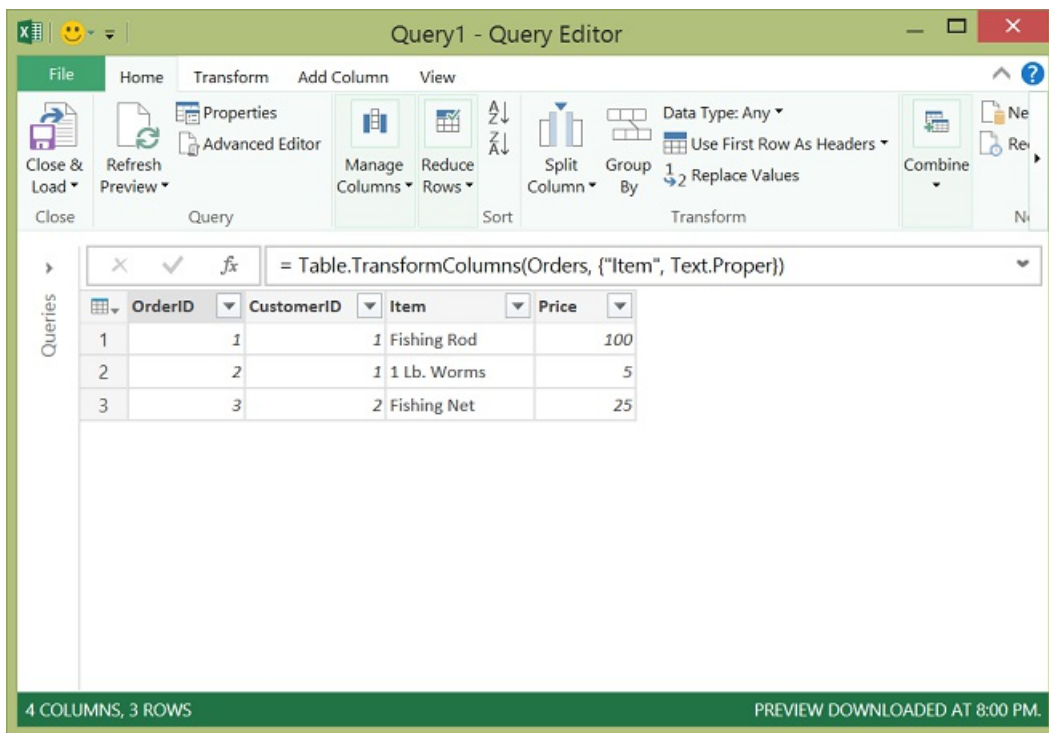 Query1 - Query Editor
File Home Transform Add Column View
Close & Load
Refresh Preview
Properties
Advanced Editor
Manage Columns
Reduce Rows
Split Column
Group By
Data Type: Any
Use First Row As Headers
Replace Values
Combine
Ne
Re
Close Query Sort Transform N
fx = Table.TransformColumns(Orders, {"Item", Text.Proper})
Queries
OrderID CustomerID Item Price
1 1 1 Fishing Rod 100
2 2 1 1 Lb. Worms 5
3 3 2 Fishing Net 25
4 COLUMNS, 3 ROWS PREVIEW DOWNLOADED AT 8:00 PM.